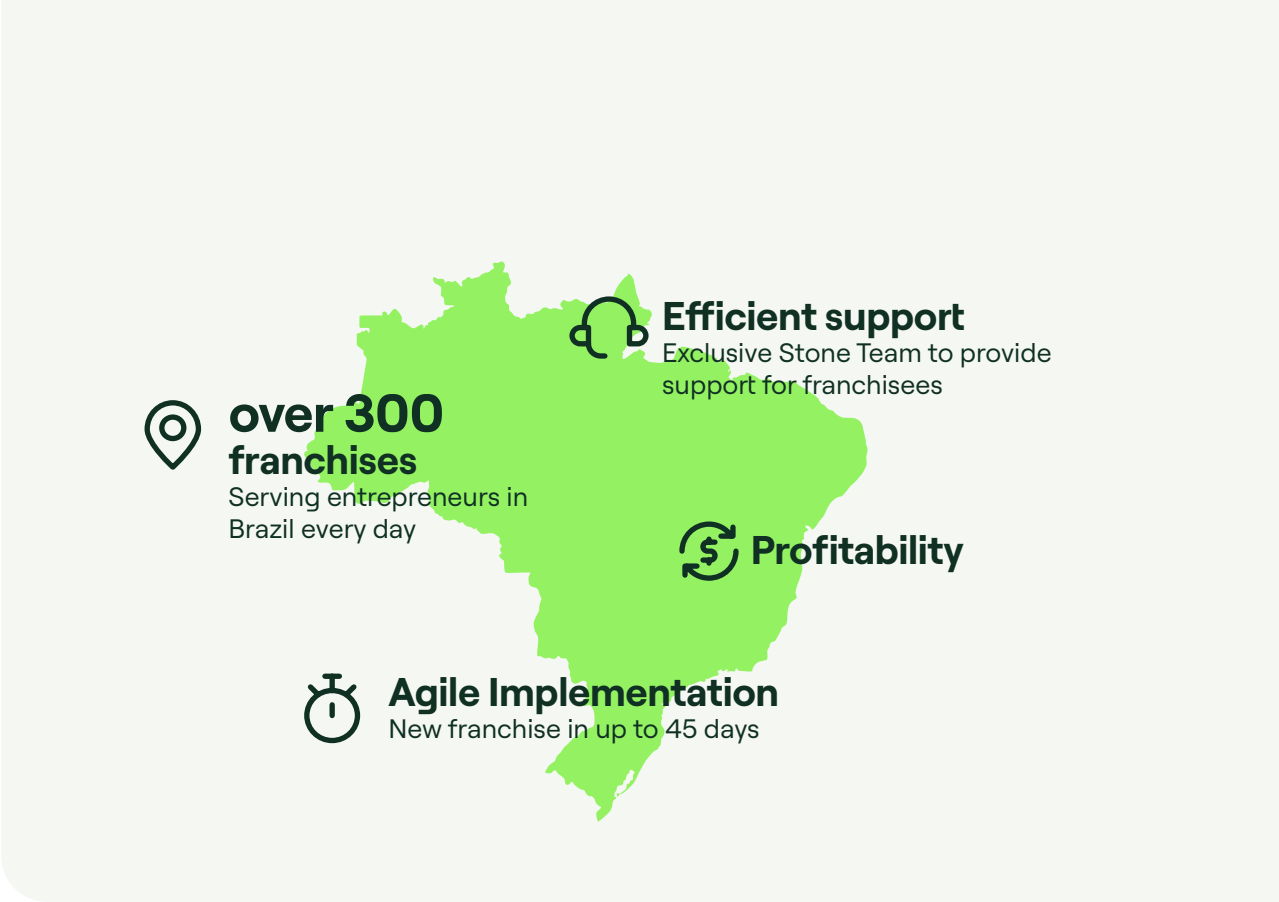 Efficient support
Exclusive Stone Team to provide
support for franchisees
over 300
franchises
Serving entrepreneurs in
Brazil every day
$ Profitability
Agile Implementation
New franchise in up to 45 days